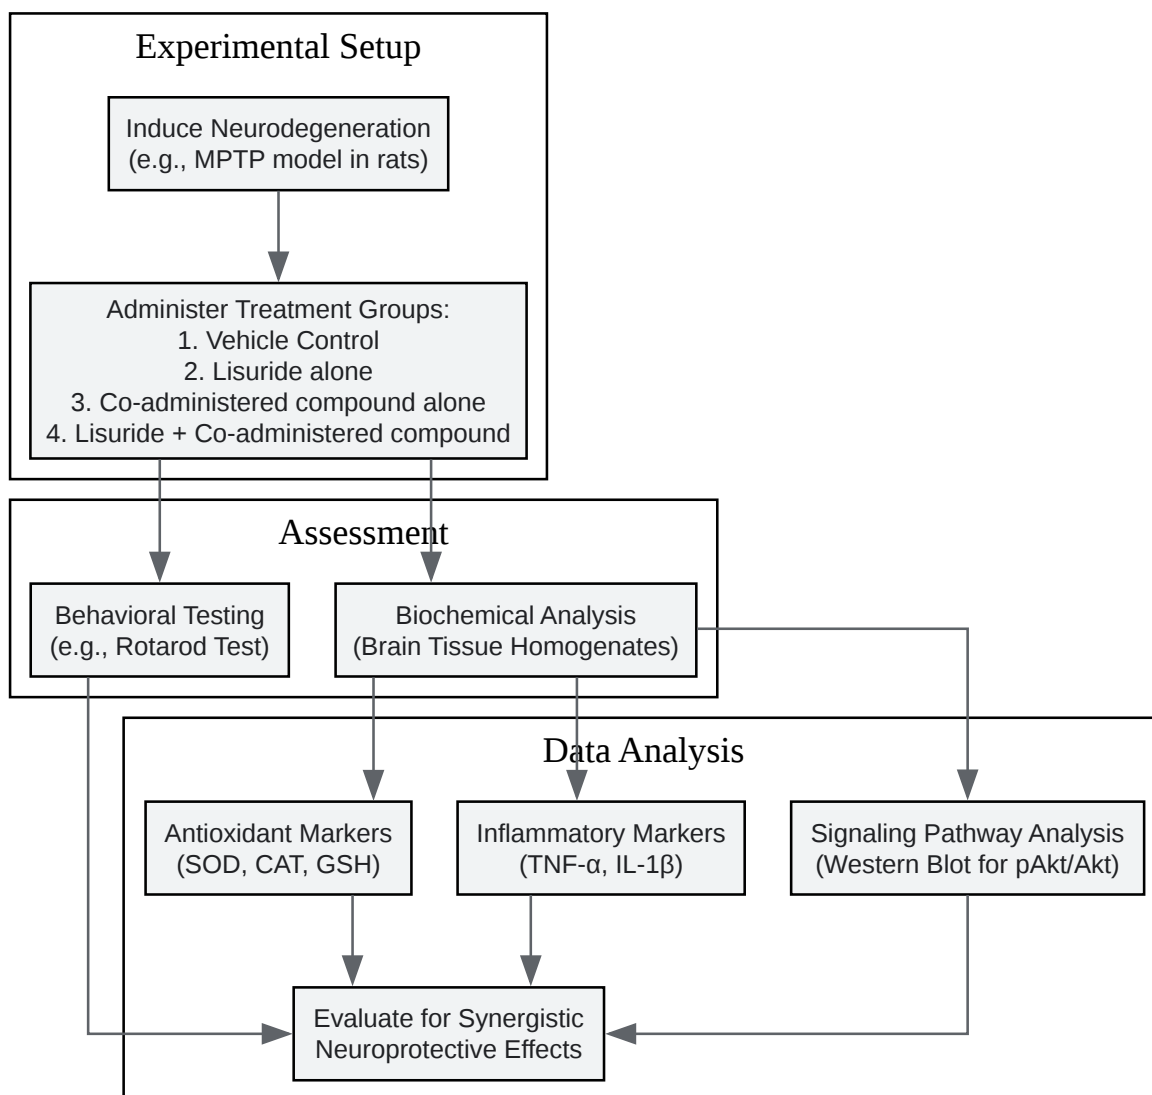 Experimental Setup
Induce Neurodegeneration
(e.g., MPTP model in rats)
Administer Treatment Groups:
1. Vehicle Control
2. Lisuride alone
3. Co-administered compound alone
4. Lisuride + Co-administered compound
Assessment
Behavioral Testing
(e.g., Rotarod Test)
Biochemical Analysis
(Brain Tissue Homogenates)
Data Analysis
Antioxidant Markers
(SOD, CAT, GSH)
Inflammatory Markers
(TNF-α, IL-1β)
Signaling Pathway Analysis
(Western Blot for pAkt/Akt)
Evaluate for Synergistic
Neuroprotective Effects